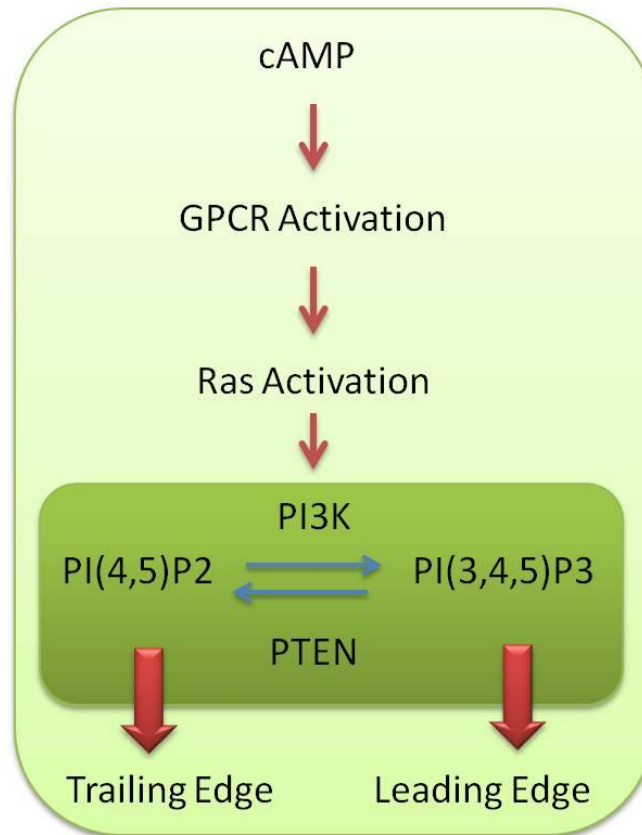 cAMP
GPCR Activation
Ras Activation
PI3K
PI(4,5)P2 PI(3,4,5)P3
PTEN
Trailing Edge Leading Edge